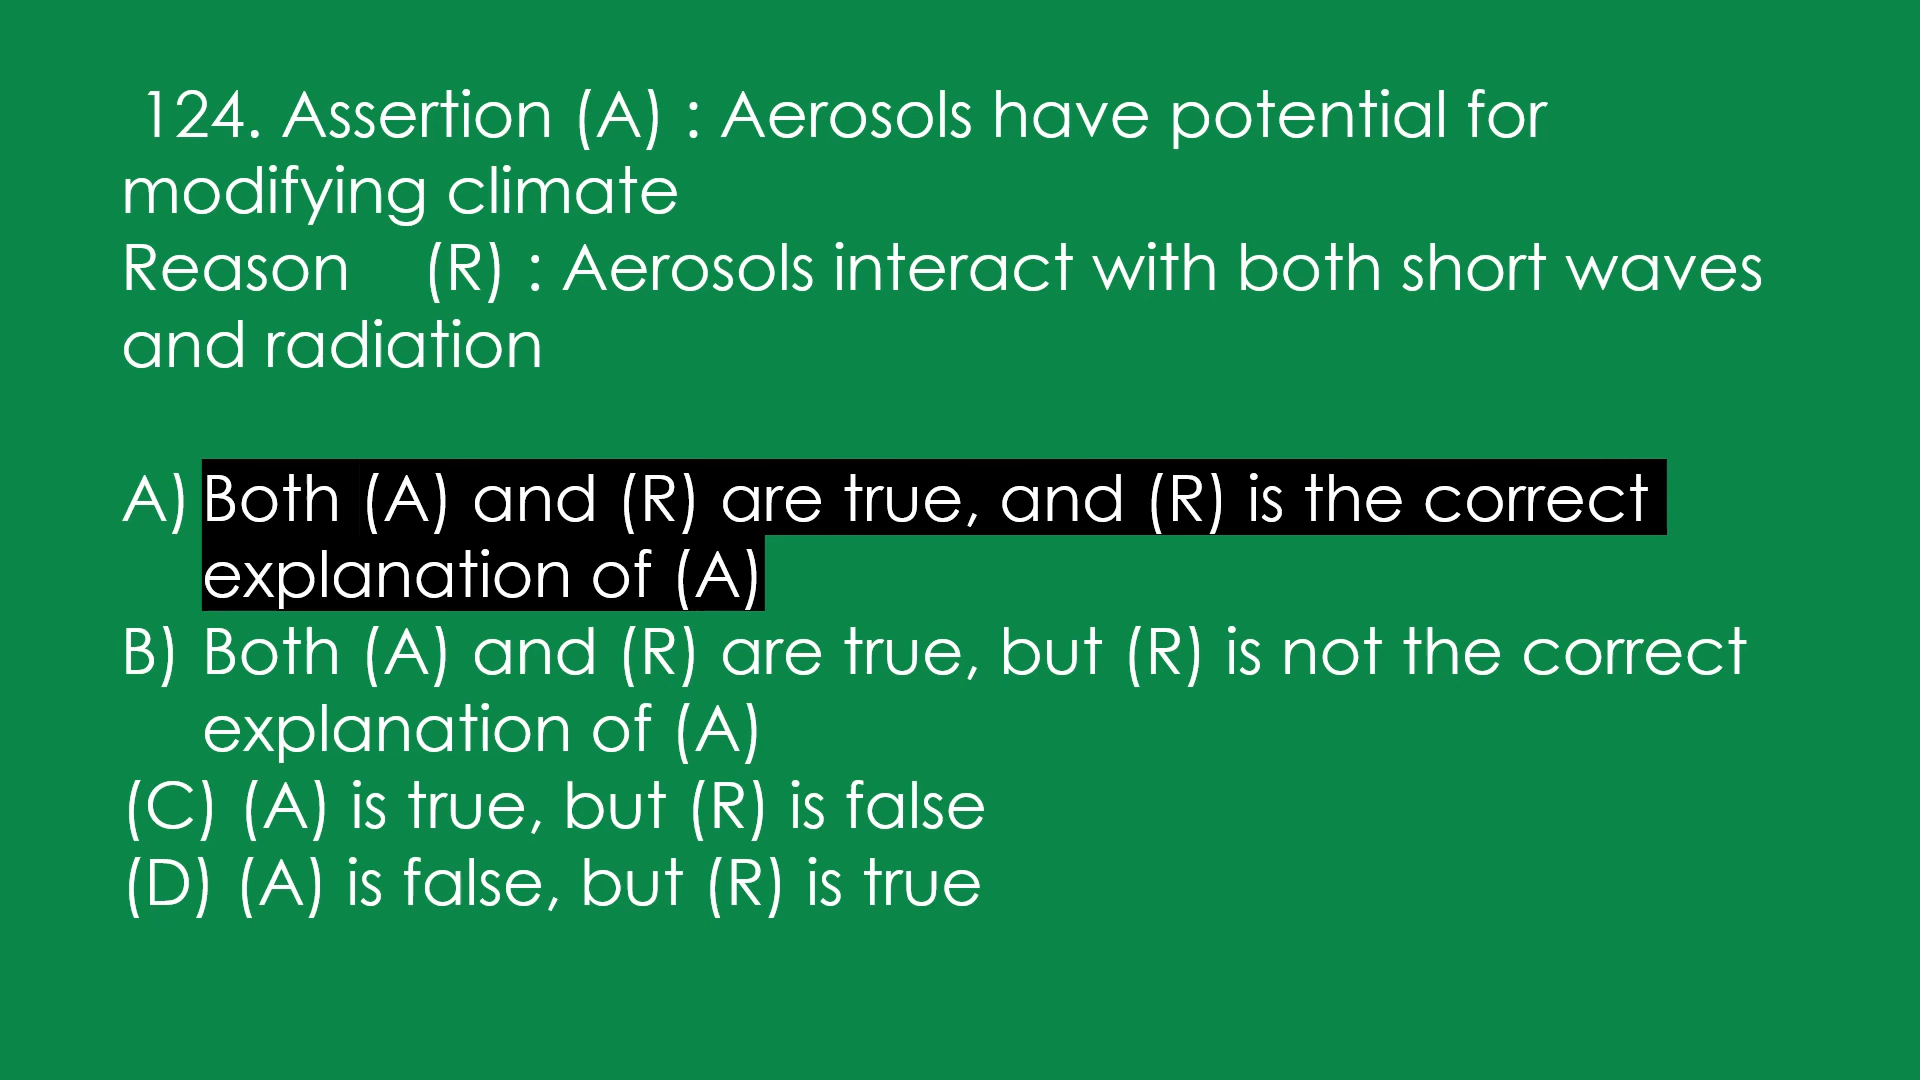 124. Assertion (A) : Aerosols have potential for
modifying climate
Reason (R) : Aerosols interact with both short waves
and radiation
A) Both (A) and (R) are true, and (R) is the correct
explanation of (A)
B) Both (A) and (R) are true, but (R) is not the correct
explanation of (A)
(C) (A) is true, but (R) is false
(D) (A) is false, but (R) is true